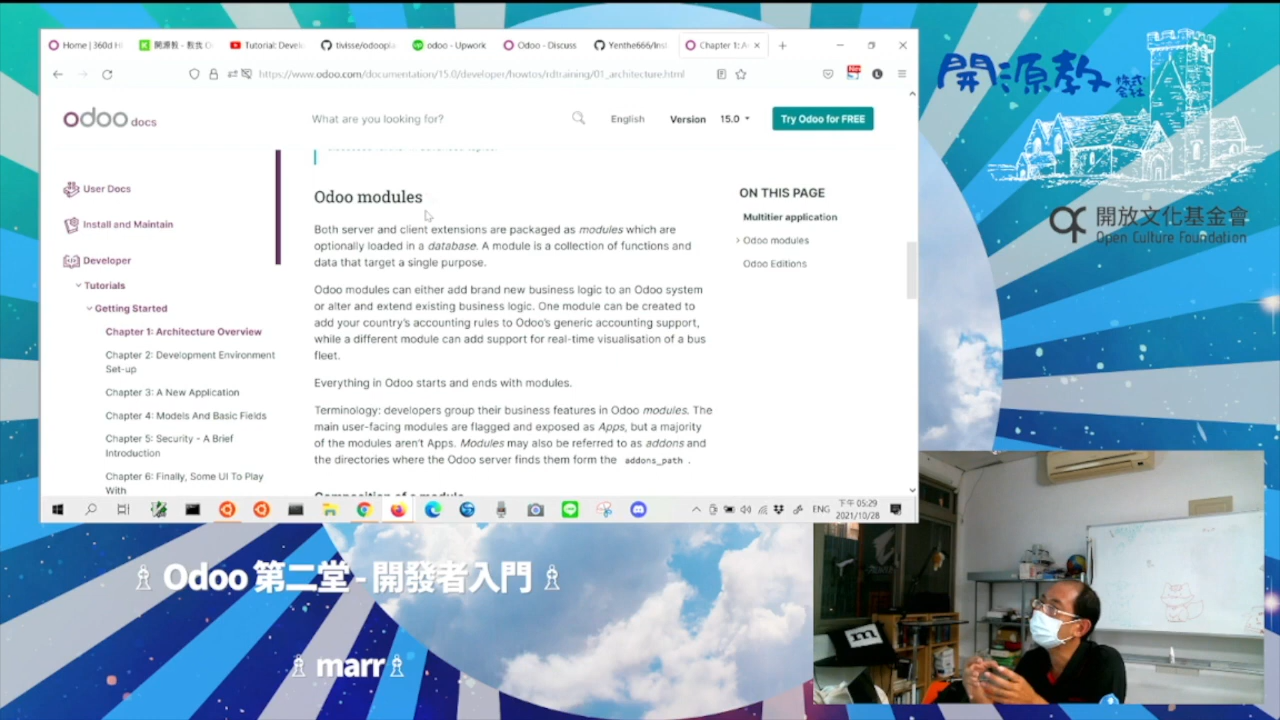 Home | 360d H
開源教 - 教食 O
Tutorial: Devel
tivisse/odoopla
odoo - Upwork
Odoo - Discuss
Yenthe666/Inst
Chapter 1: A
https://www.odoo.com/documentation/15.0/developer/howtos/rdtraining/01_architecture.html
New
odoo docs
What are you looking for?
English
Version 15.0
Try Odoo for FREE
User Docs
Install and Maintain
Developer
Tutorials
Getting Started
Chapter 1: Architecture Overview
Chapter 2: Development Environment
Set-up
Chapter 3: A New Application
Chapter 4: Models And Basic Fields
Chapter 5: Security - A Brief
Introduction
Chapter 6: Finally, Some UI To Play
With
Odoo modules
Both server and client extensions are packaged as modules which are
optionally loaded in a database. A module is a collection of functions and
data that target a single purpose.
Odoo modules can either add brand new business logic to an Odoo system
or alter and extend existing business logic. One module can be created to
add your country's accounting rules to Odoo's generic accounting support,
while a different module can add support for real-time visualisation of a bus
fleet.
Everything in Odoo starts and ends with modules.
Terminology: developers group their business features in Odoo modules. The
main user-facing modules are flagged and exposed as Apps, but a majority
of the modules aren't Apps. Modules may also be referred to as addons and
the directories where the Odoo server finds them form the addons_path .
Composition of a module
ON THIS PAGE
Multitier application
Odoo modules
Odoo Editions
ENG
下午 05:29
2021/10/28
開源教 株式会社
開放文化基金會
Open Culture Foundation
Odoo 第二堂 - 開發者入門
marr
m